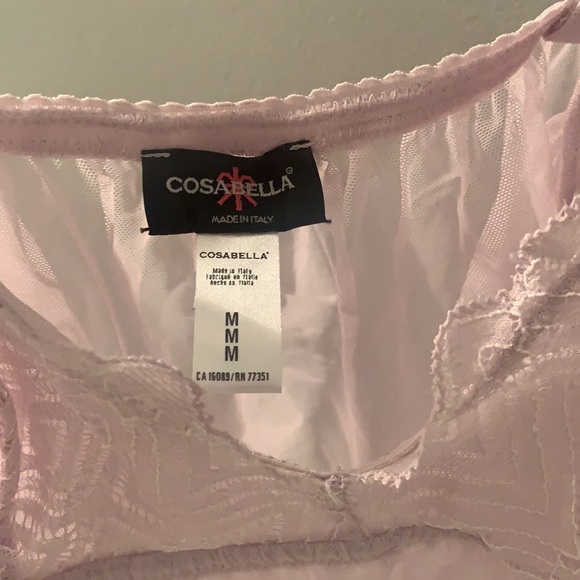 COSABELLA®
MADE IN ITALY
COSABELLA®
Made in Italy
Fabriqué en Italie
Hecho en Italia
M
M
M
CA 16089/RN 77351